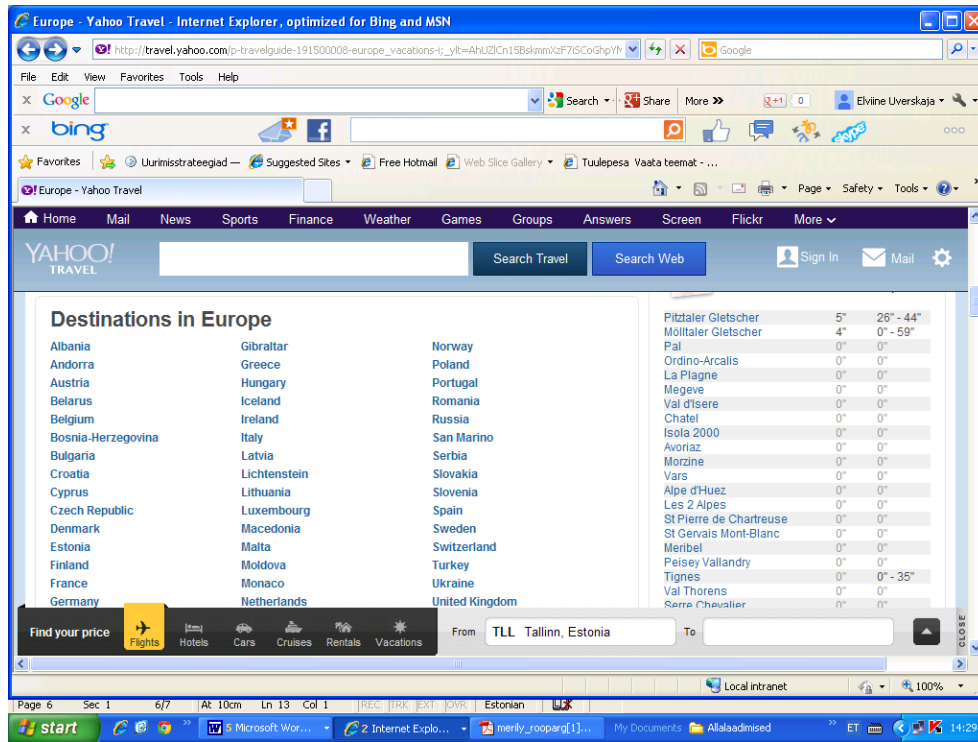 Europe - Yahoo Travel - Internet Explorer, optimized for Bing and MSN
http://travel.yahoo.com/p-travelguide-191500008-europe_vacations-i;_ylt=
Google
File Edit View Favorites Tools Help
x Google Search Share More +1 0 Elviine Uverskaja
x bing
Favorites Uurimisstrateegiad — Suggested Sites Free Hotmail Web Slice Gallery Tuulepesa Vaata teemat - ...
Europe - Yahoo Travel Page Safety Tools
Home Mail News Sports Finance Weather Games Groups Answers Screen Flickr More
YAHOO! Search Travel Search Web Sign In Mail
TRAVEL
Destinations in Europe
Albania Gibraltar Norway
Andorra Greece Poland
Austria Hungary Portugal
Belarus Iceland Romania
Belgium Ireland Russia
Bosnia-Herzegovina Italy San Marino
Bulgaria Latvia Serbia
Croatia Lichtenstein Slovakia
Cyprus Lithuania Slovenia
Czech Republic Luxembourg Spain
Denmark Macedonia Sweden
Estonia Malta Switzerland
Finland Moldova Turkey
France Monaco Ukraine
Germany Netherlands United Kingdom
Pitztaler Gletscher 5" 26" - 44"
Mölltaler Gletscher 4" 0" - 59"
Pal 0" 0"
Ordino-Arcalis 0" 0"
La Plagne 0" 0"
Megeve 0" 0"
Val d'Isere 0" 0"
Chatel 0" 0"
Isola 2000 0" 0"
Avoriaz 0" 0"
Morzine 0" 0"
Vars 0" 0"
Alpe d'Huez 0" 0"
Les 2 Alpes 0" 0"
St Pierre de Chartreuse 0" 0"
St Gervais Mont-Blanc 0" 0"
Meribel 0" 0"
Peisey Vallandry 0" 0"
Tignes 0" 0" - 35"
Val Thorens 0" 0"
Serre Chevalier 0" 0"
Find your price Flights Hotels Cars Cruises Rentals Vacations From TLL Tallinn, Estonia To CLOSE
Local intranet 100%
Page 6 Sec 1 6/7 At 10cm Ln 13 Col 1 REC TRK EXT OVR Estonian
start 5 Microsoft Wor... 2 Internet Explo... merily_rooparg[1]... My Documents Allalaadimised ET 14:29